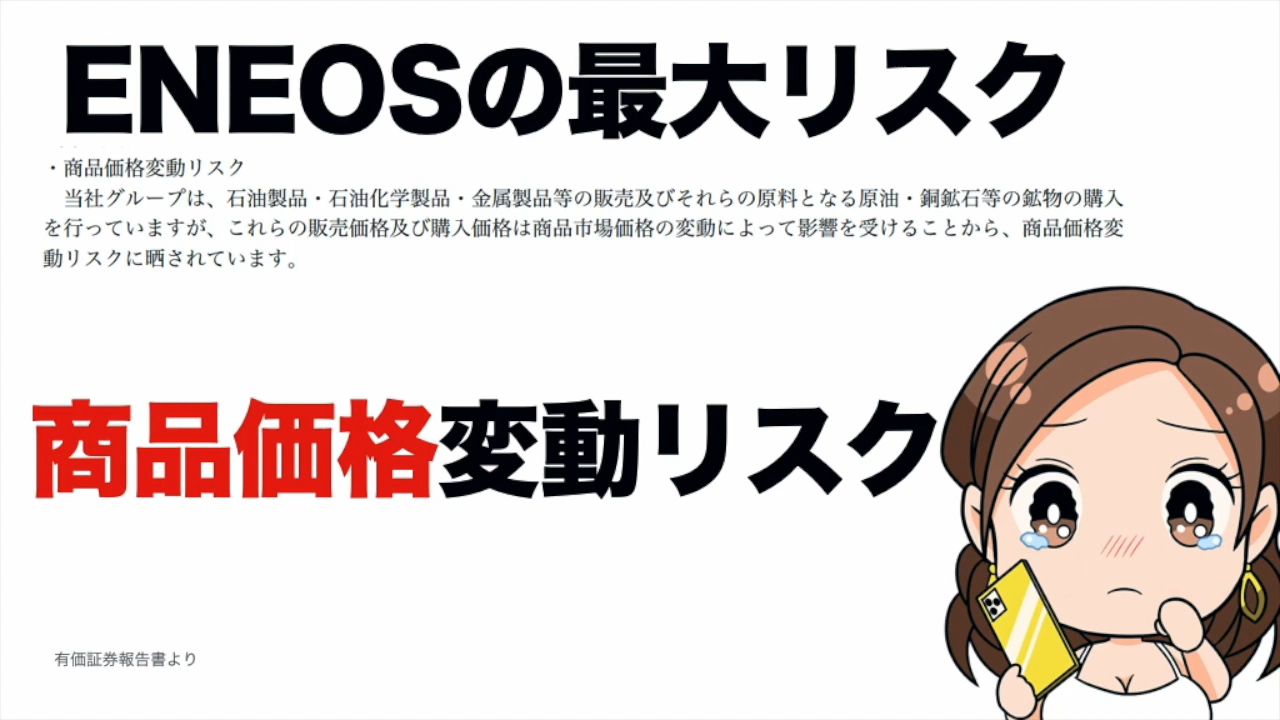 ENEOSの最大リスク
・商品価格変動リスク
当社グループは、石油製品・石油化学製品・金属製品等の販売及びそれらの原料となる原油・銅鉱石等の鉱物の購入
を行っていますが、これらの販売価格及び購入価格は商品市場価格の変動によって影響を受けることから、商品価格変
動リスクに晒されています。
商品価格変動リスク
有価証券報告書より